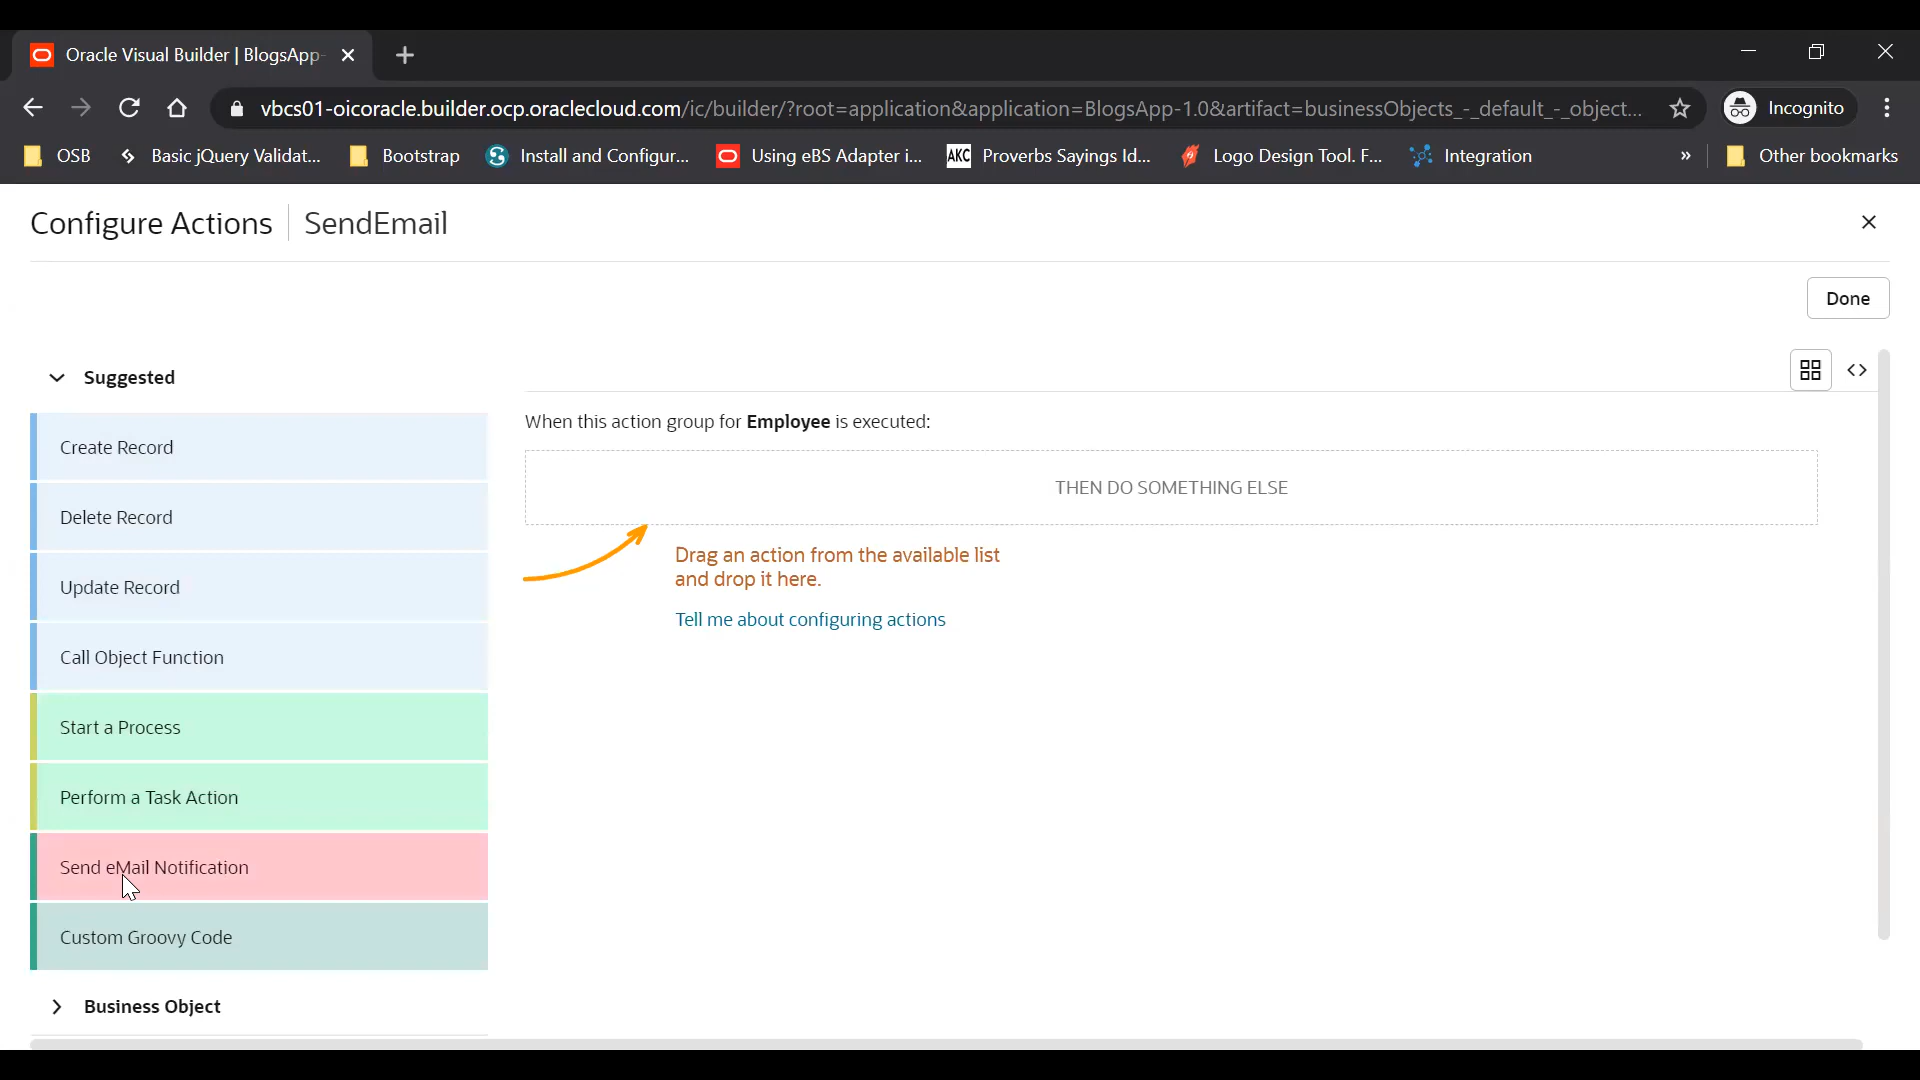 Oracle Visual Builder | BlogsApp-
vbcs01-oicoracle.builder.ocp.oraclecloud.com/ic/builder/?root=application&application=BlogsApp-1.0&artifact=businessObjects_-_default_-_object...
Incognito
OSB
Basic jQuery Validat...
Bootstrap
Install and Configur...
Using eBS Adapter i...
AKC
Proverbs Sayings Id...
Logo Design Tool. F...
Integration
»
Other bookmarks
Configure Actions
SendEmail
Done
Suggested
When this action group for Employee is executed:
Create Record
THEN DO SOMETHING ELSE
Delete Record
Drag an action from the available list
and drop it here.
Update Record
Tell me about configuring actions
Call Object Function
Start a Process
Perform a Task Action
Send eMail Notification
Custom Groovy Code
Business Object